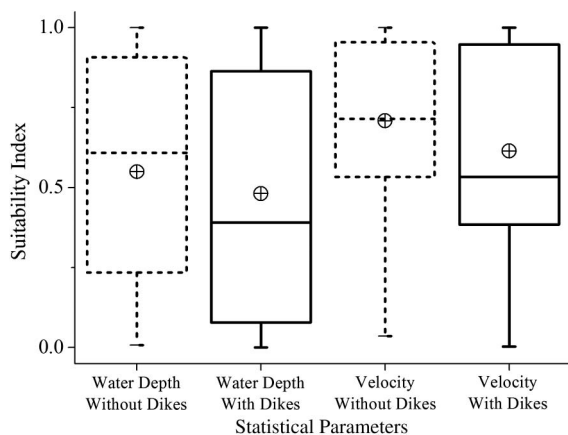 Suitability Index
1.0
0.5
0.0
Water Depth
Without Dikes
Water Depth
With Dikes
Velocity
Without Dikes
Velocity
With Dikes
Statistical Parameters